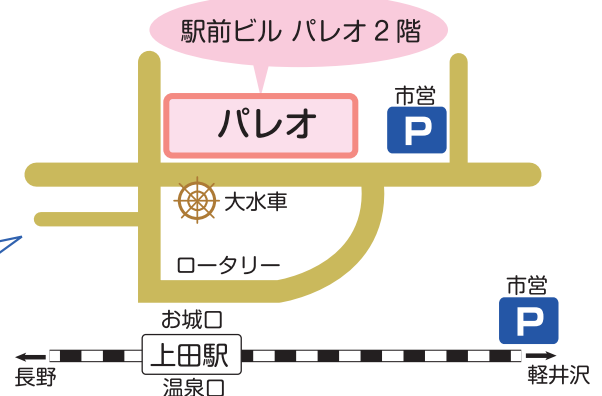 駅前ビル パレオ2階
市営
パレオ
P
大水車
ロータリー
市営
お城口
P
上田駅
長野
軽井沢
温泉口